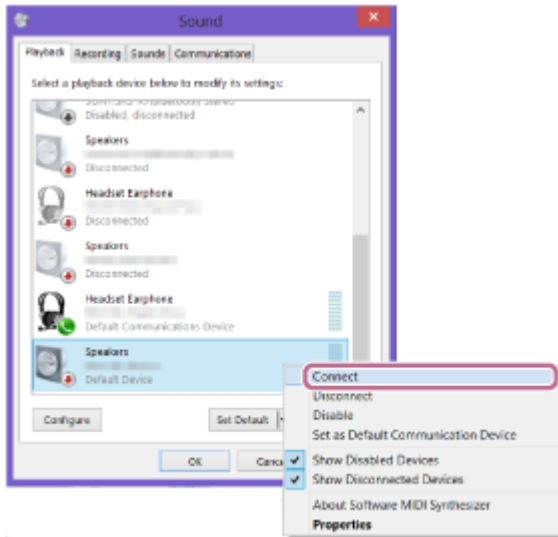 Sound
Playback Recording Sounds Communications
Select a playback device below to modify its settings:
Disabled, disconnected
Speakers
Disconnected
Headset Earphone
Disconnected
Speakers
Disconnected
Headset Earphone
Default Communications Device
Speakers
Default Device
Configure
Set Default
OK
Connect
Disconnect
Disable
Set as Default Communication Device
Show Disabled Devices
Show Disconnected Devices
About Software MIDI Synthesizer
Properties